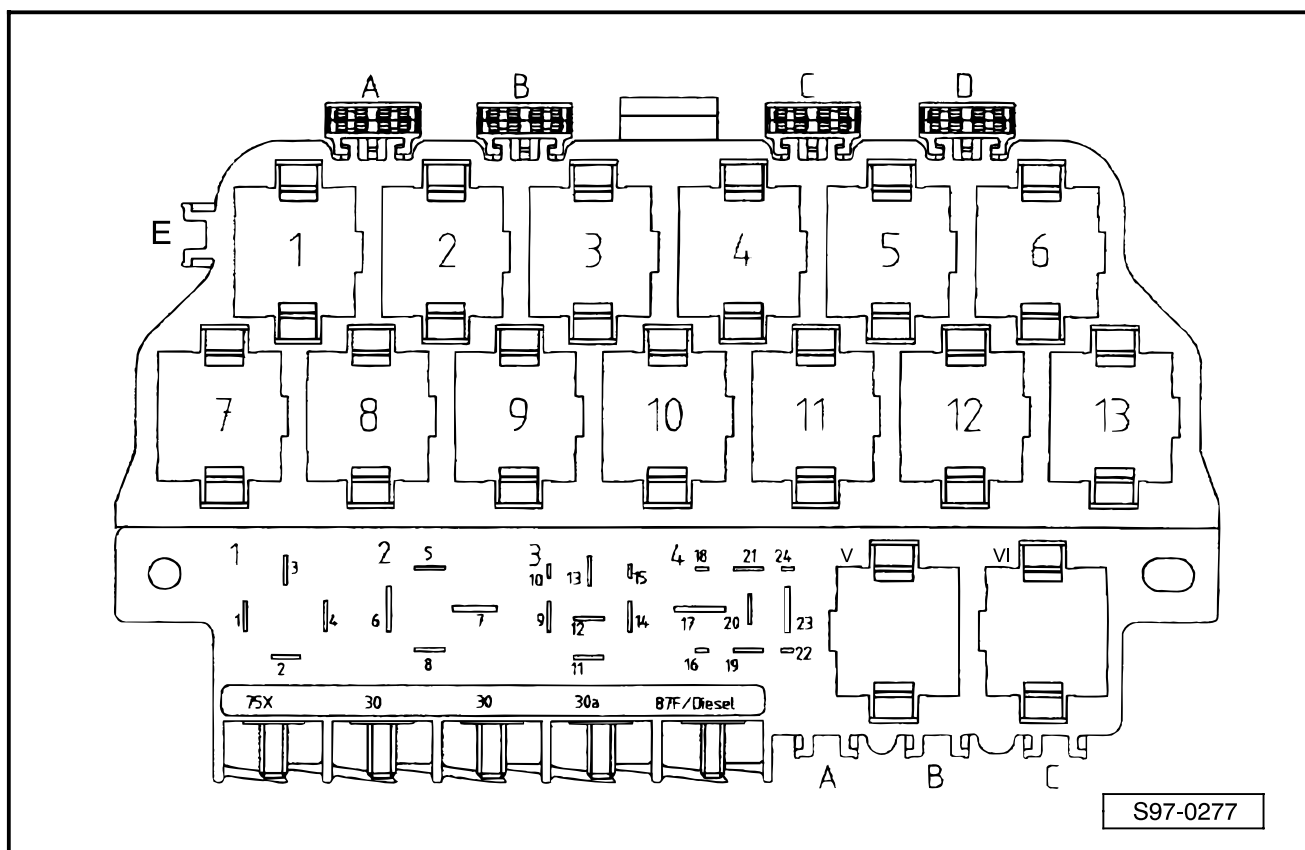 A B C D
E
1 2 3 4 5 6
7 8 9 10 11 12 13
1 2 5 3 4 18 21 24 V VI
3 10 13 15
1 4 6 7 9 12 14 17 20 23
2 8 11 16 19 22
75X 30 30 30a 87F/Diesel
A B C
S97-0277